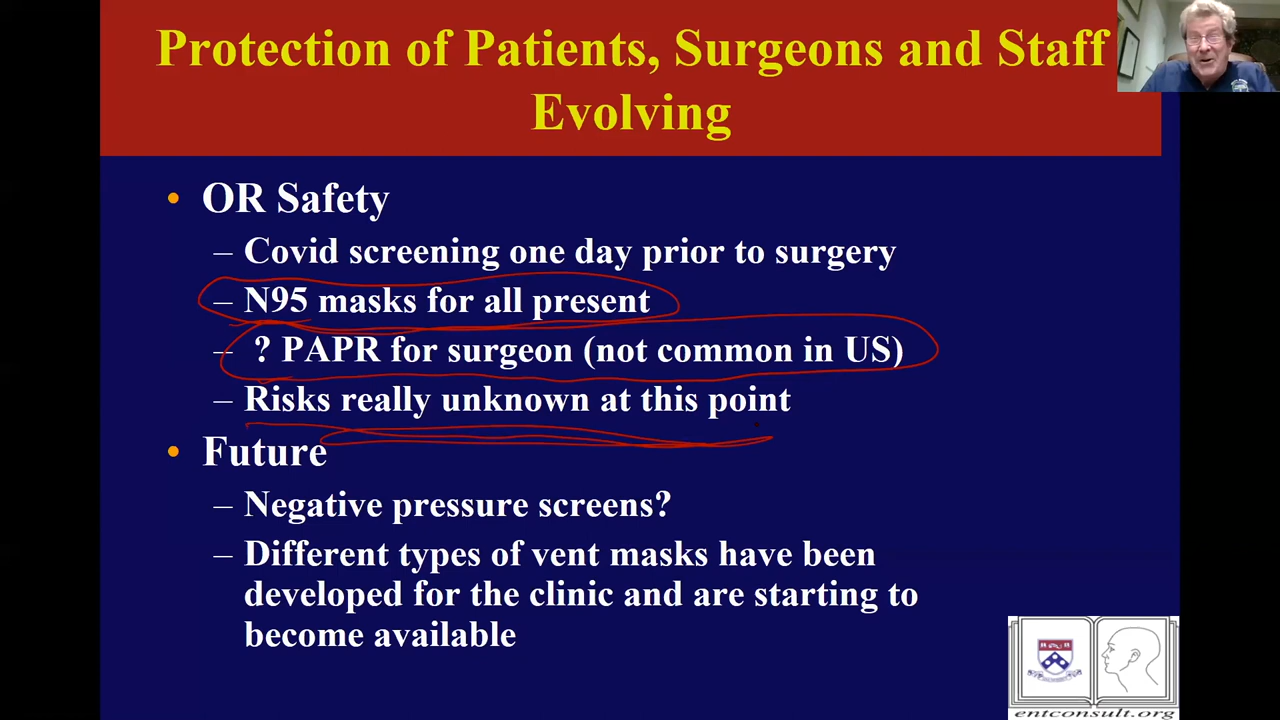 Protection of Patients, Surgeons and Staff
Evolving
• OR Safety
– Covid screening one day prior to surgery
– N95 masks for all present
– ? PAPR for surgeon (not common in US)
– Risks really unknown at this point
• Future
– Negative pressure screens?
– Different types of vent masks have been
developed for the clinic and are starting to
become available
entconsult.org